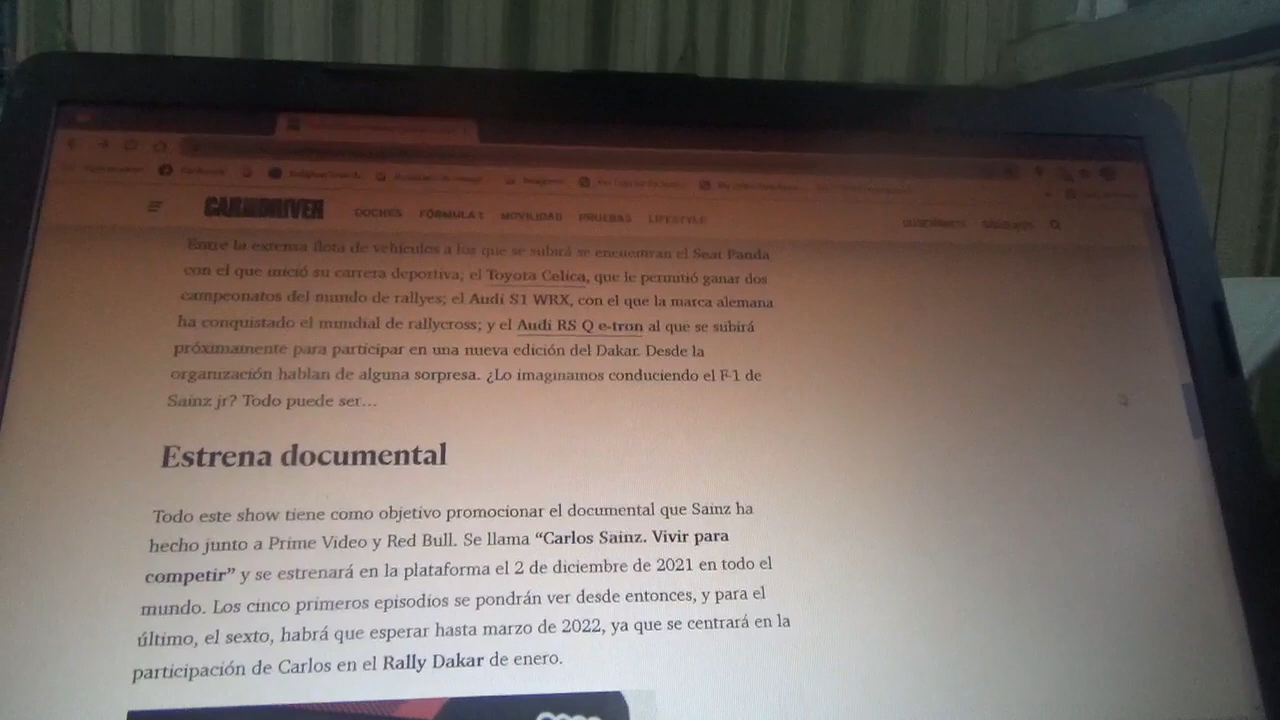 CARANDDRIVER
COCHES FÓRMULA 1 MOVILIDAD PRUEBAS LIFESTYLE
Entre la extensa flota de vehículos a los que se subirá se encuentran el Seat Panda
con el que inició su carrera deportiva; el Toyota Celica, que le permitió ganar dos
campeonatos del mundo de rallyes; el Audi S1 WRX, con el que la marca alemana
ha conquistado el mundial de rallycross; y el Audi RS Q e-tron al que se subirá
próximamente para participar en una nueva edición del Dakar. Desde la
organización hablan de alguna sorpresa. ¿Lo imaginamos conduciendo el F-1 de
Sainz jr? Todo puede ser...
Estrena documental
Todo este show tiene como objetivo promocionar el documental que Sainz ha
hecho junto a Prime Video y Red Bull. Se llama “Carlos Sainz. Vivir para
competir” y se estrenará en la plataforma el 2 de diciembre de 2021 en todo el
mundo. Los cinco primeros episodios se pondrán ver desde entonces, y para el
último, el sexto, habrá que esperar hasta marzo de 2022, ya que se centrará en la
participación de Carlos en el Rally Dakar de enero.